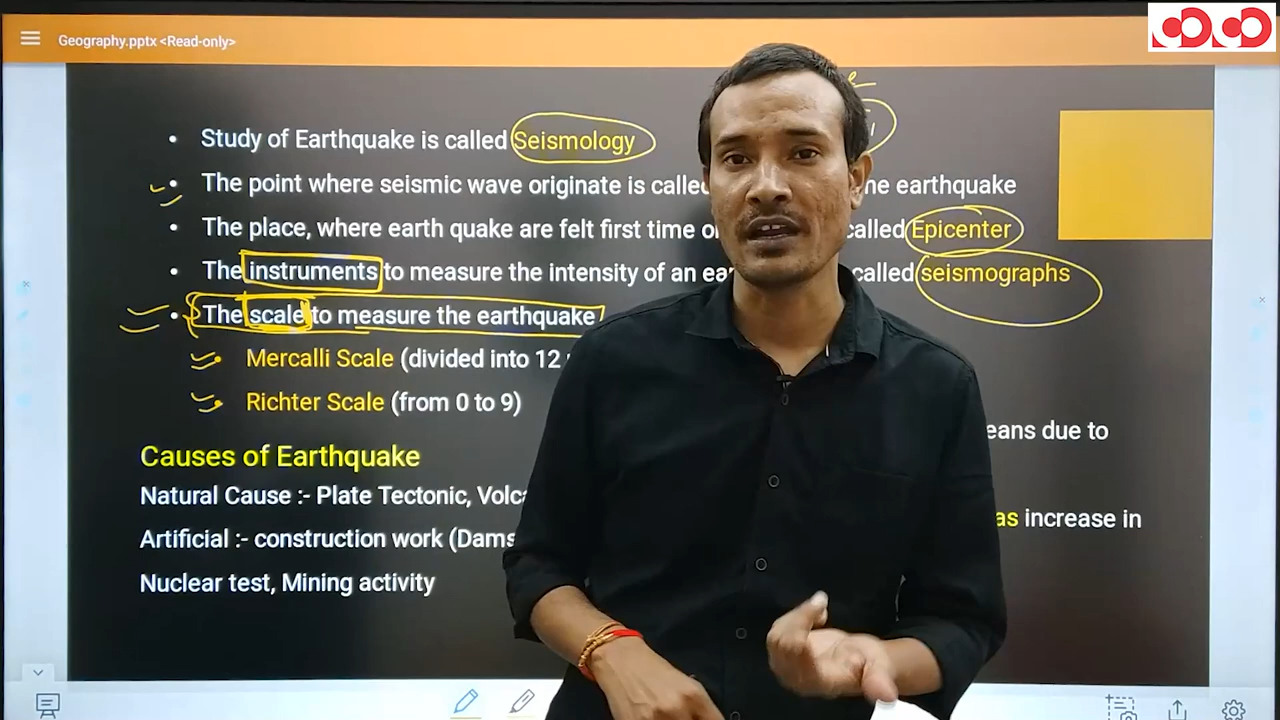 Geography.pptx <Read-only>
• Study of Earthquake is called Seismology
• The point where seismic wave originate is called he earthquake
• The place, where earth quake are felt first time called Epicenter
• The instruments to measure the intensity of an called seismographs
• The scale to measure the earthquake
Mercalli Scale (divided into 12
Richter Scale (from 0 to 9)
eans due to
Causes of Earthquake
Natural Cause :- Plate Tectonic, Volca
as increase in
Artificial :- construction work (Dams
Nuclear test, Mining activity